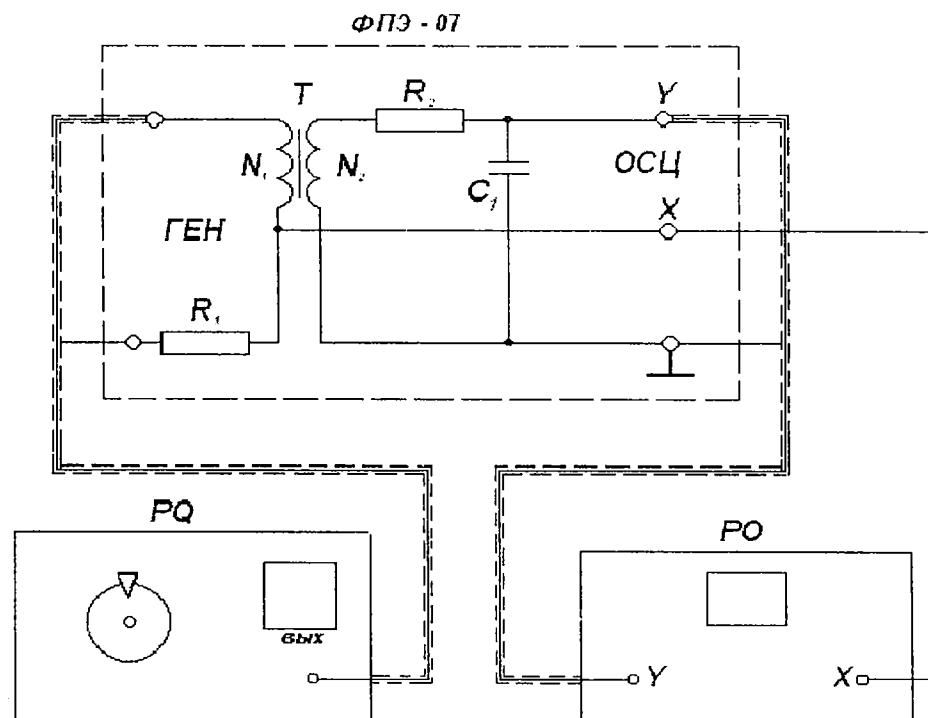 ФПЭ - 07
T
R₂
Y
N₁
N₂
C₁
ОСЦ
X
ГЕН
R₁
PQ
PO
вых
Y
X